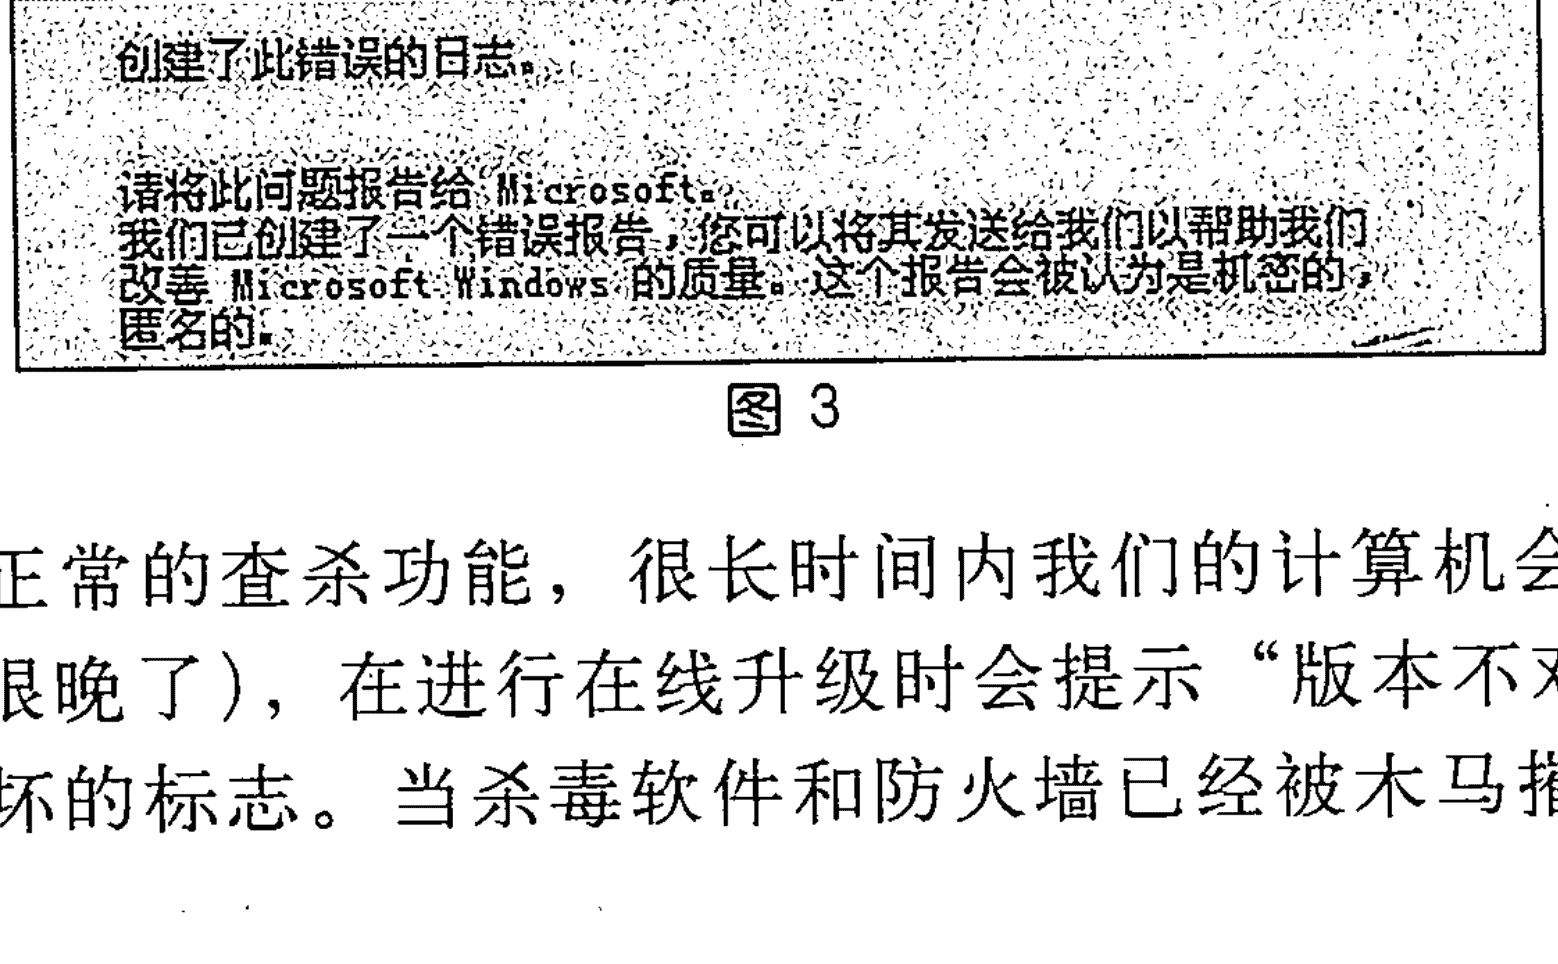 创建了此错误的日志。
请将此问题报告给 Microsoft。
我们已创建了一个错误报告，您可以将其发送给我们以帮助我们
改善 Microsoft Windows 的质量。这个报告会被认为是机密的，
匿名的。
图 3
正常的查杀功能，很长时间内我们的计算机会
很晚了)，在进行在线升级时会提示“版本不对
坏的标志。当杀毒软件和防火墙已经被木马摧